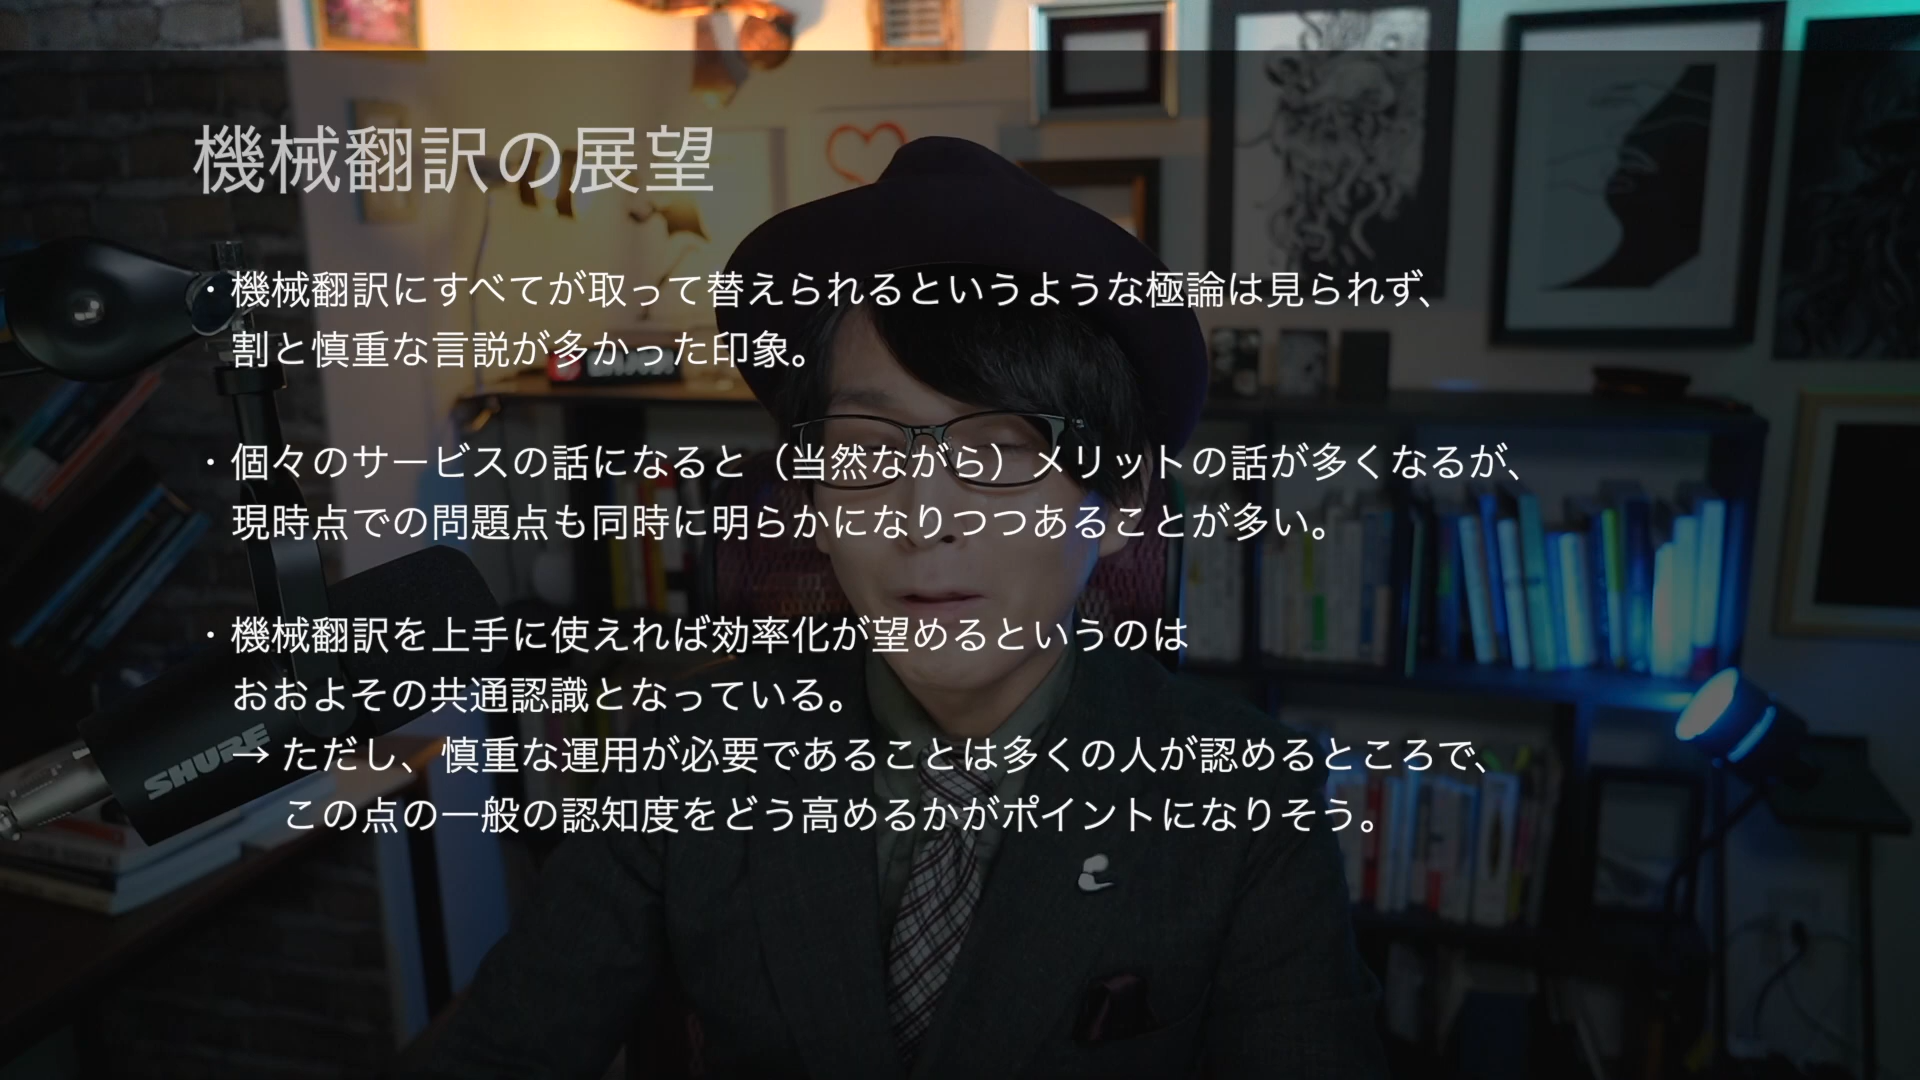 機械翻訳の展望
・機械翻訳にすべてが取って替えられるというような極論は見られず、
割と慎重な言説が多かった印象。
・個々のサービスの話になると（当然ながら）メリットの話が多くなるが、
現時点での問題点も同時に明らかになりつつあることが多い。
・機械翻訳を上手に使えれば効率化が望めるというのは
おおよその共通認識となっている。
→ ただし、慎重な運用が必要であることは多くの人が認めるところで、
この点の一般の認知度をどう高めるかがポイントになりそう。
SHURE